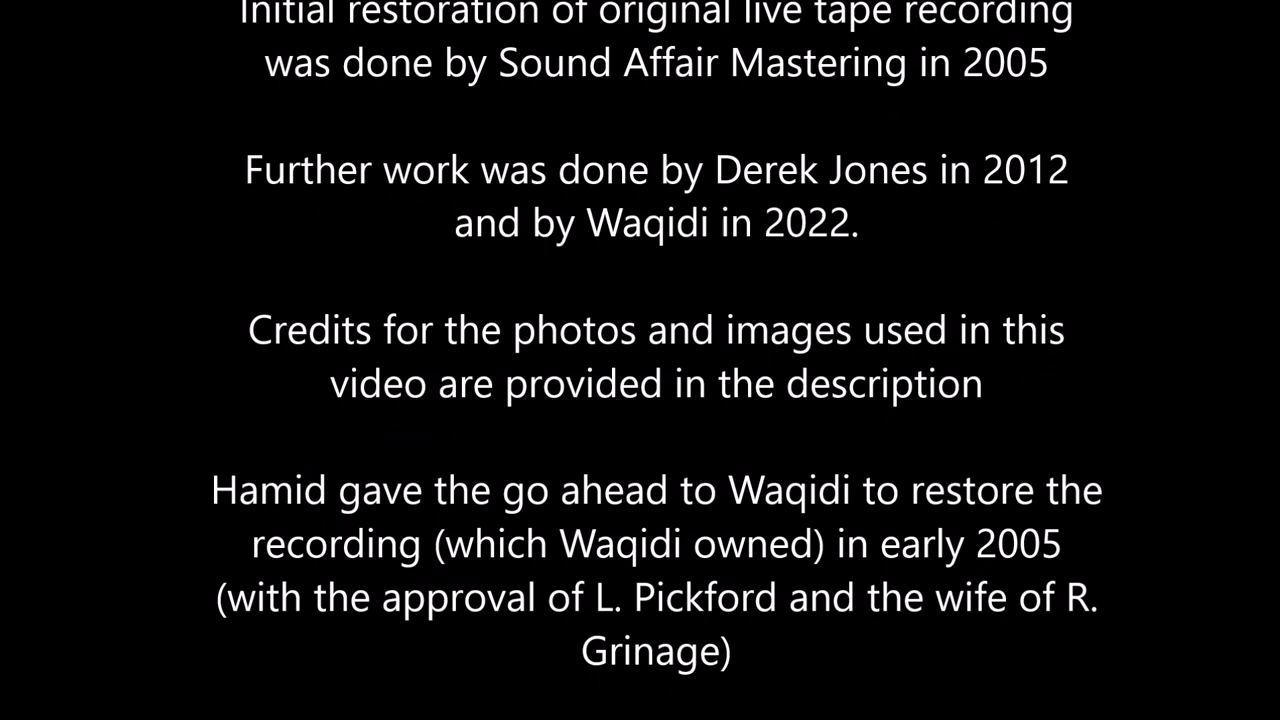 Initial restoration of original live tape recording
was done by Sound Affair Mastering in 2005
Further work was done by Derek Jones in 2012
and by Waqidi in 2022.
Credits for the photos and images used in this
video are provided in the description
Hamid gave the go ahead to Waqidi to restore the
recording (which Waqidi owned) in early 2005
(with the approval of L. Pickford and the wife of R.
Grinage)